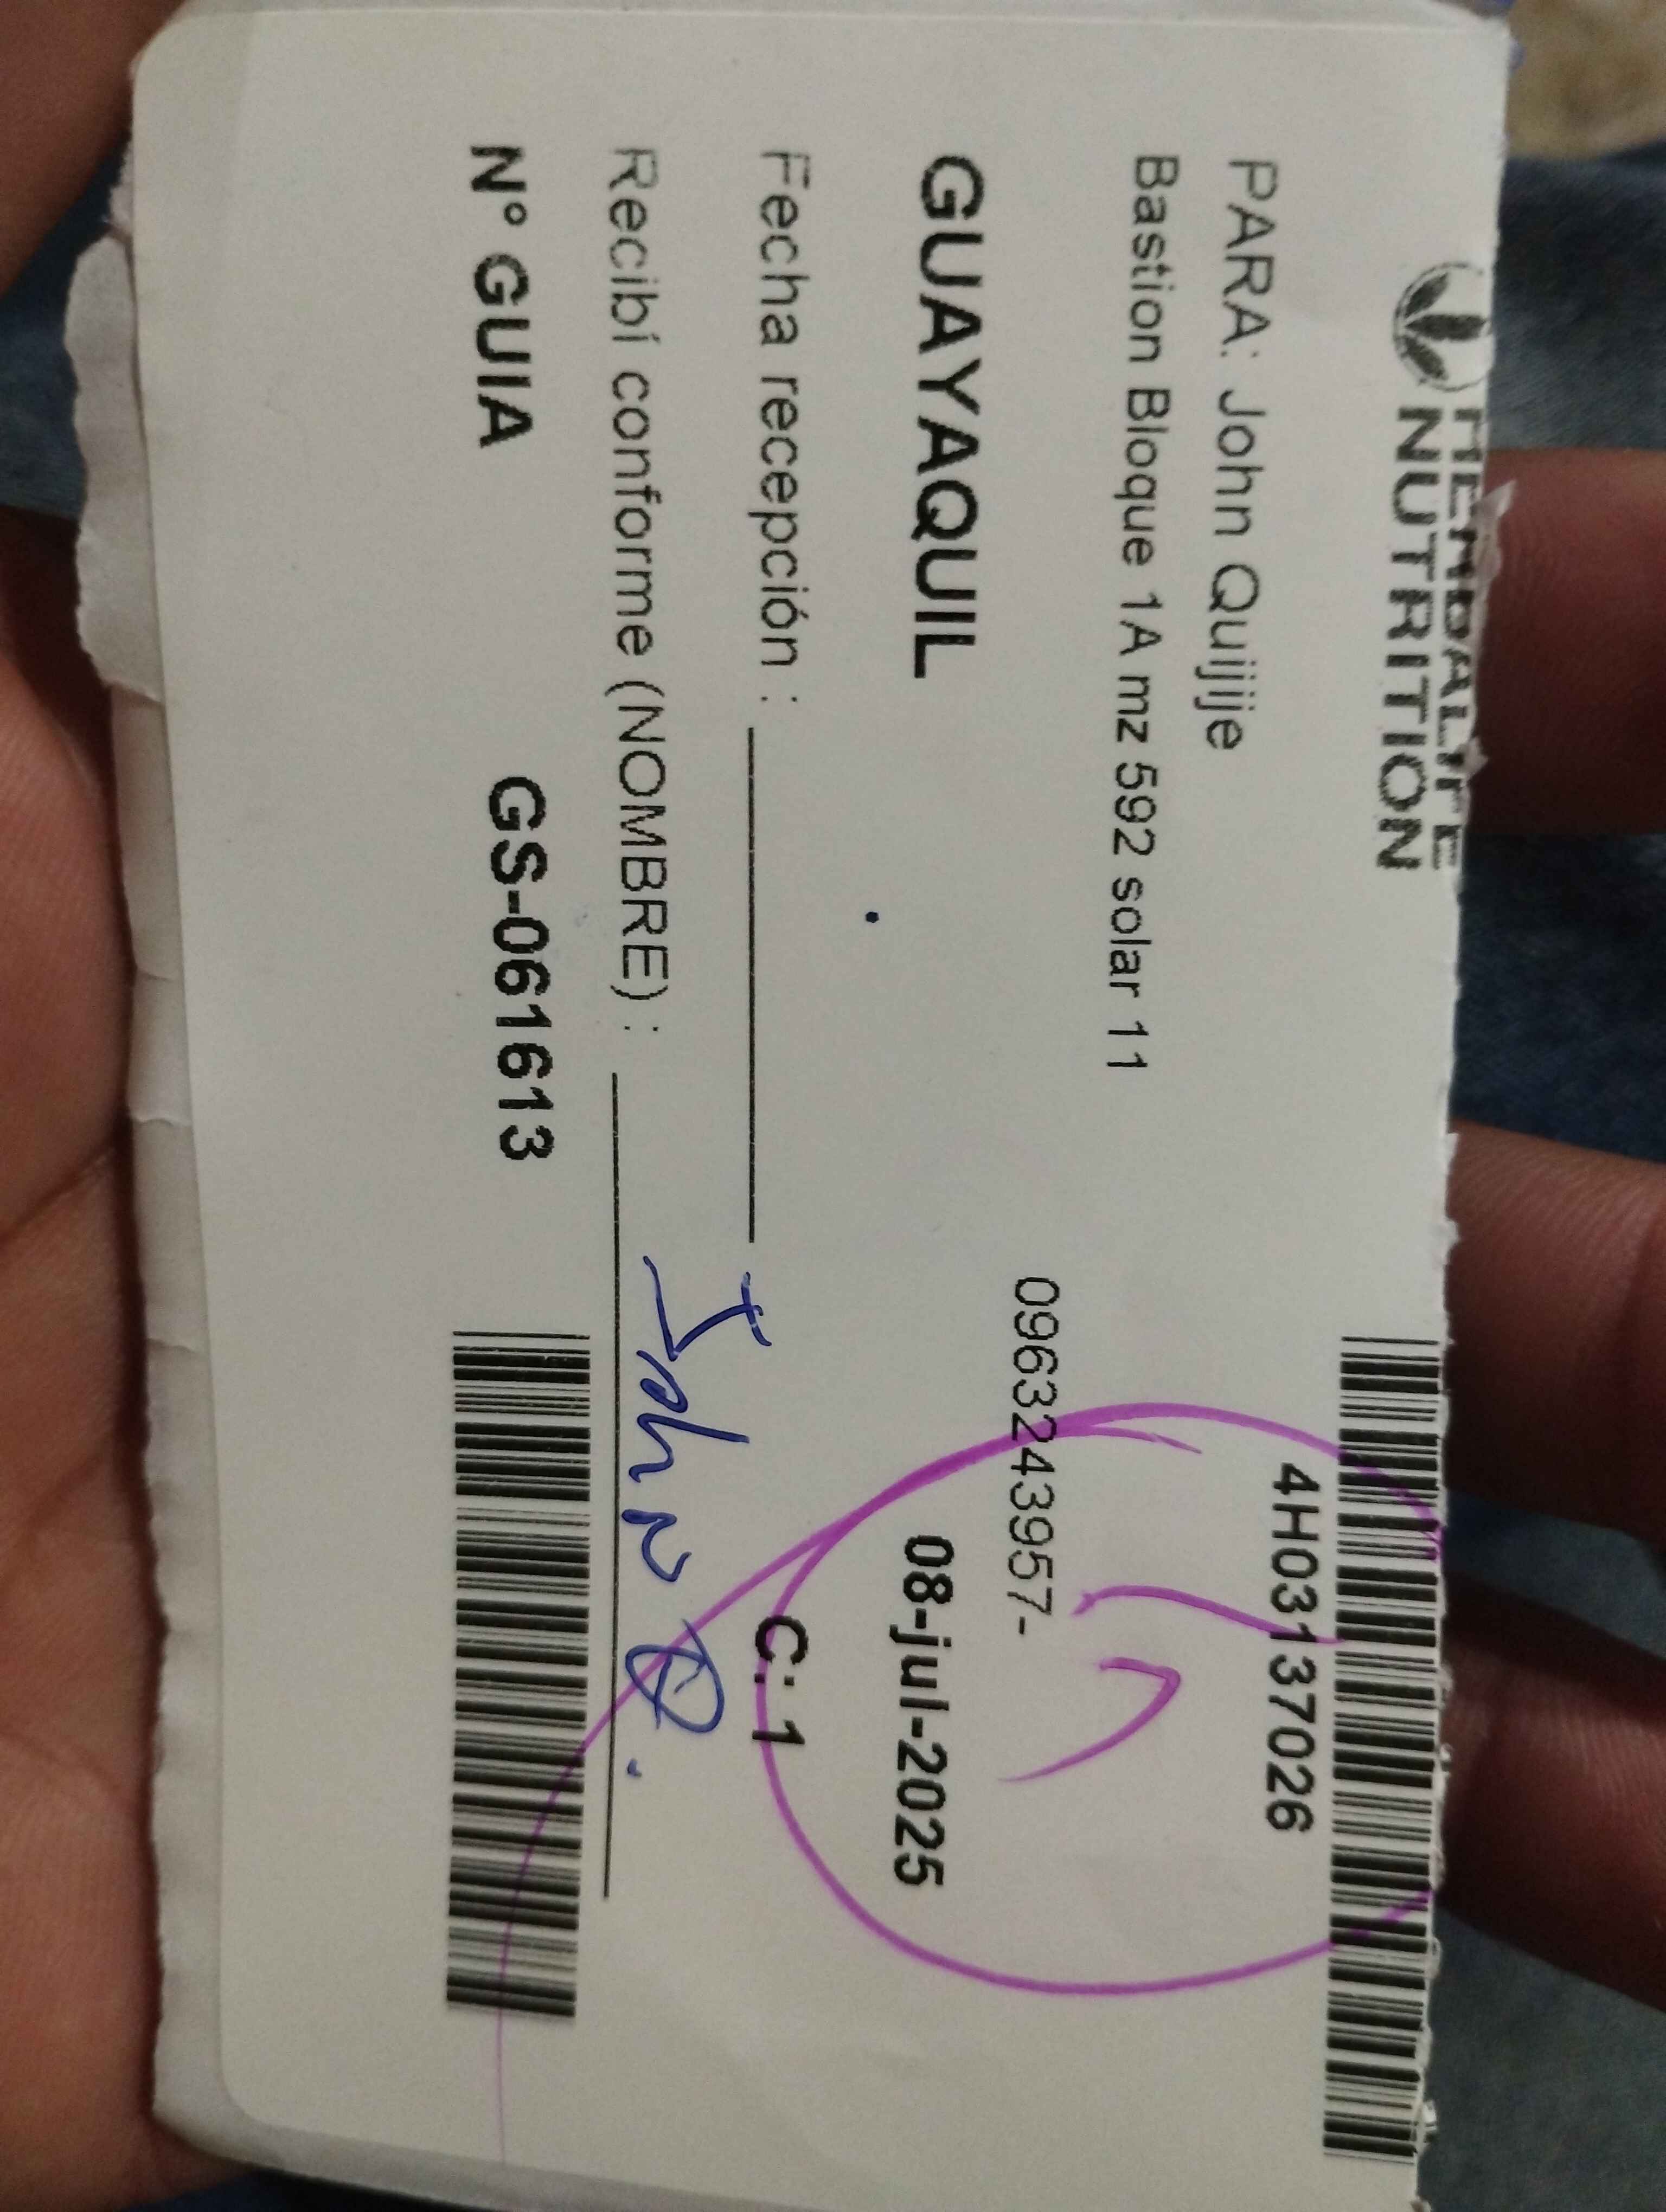 HERBALIFE
NUTRITION
4H03137026
PARA: John Quijije
Bastion Bloque 1A mz 592 solar 11
0963243957-
GUAYAQUIL 08-jul-2025
Fecha recepción : C: 1
Recibí conforme (NOMBRE) : John Q.
N° GUIA GS-061613